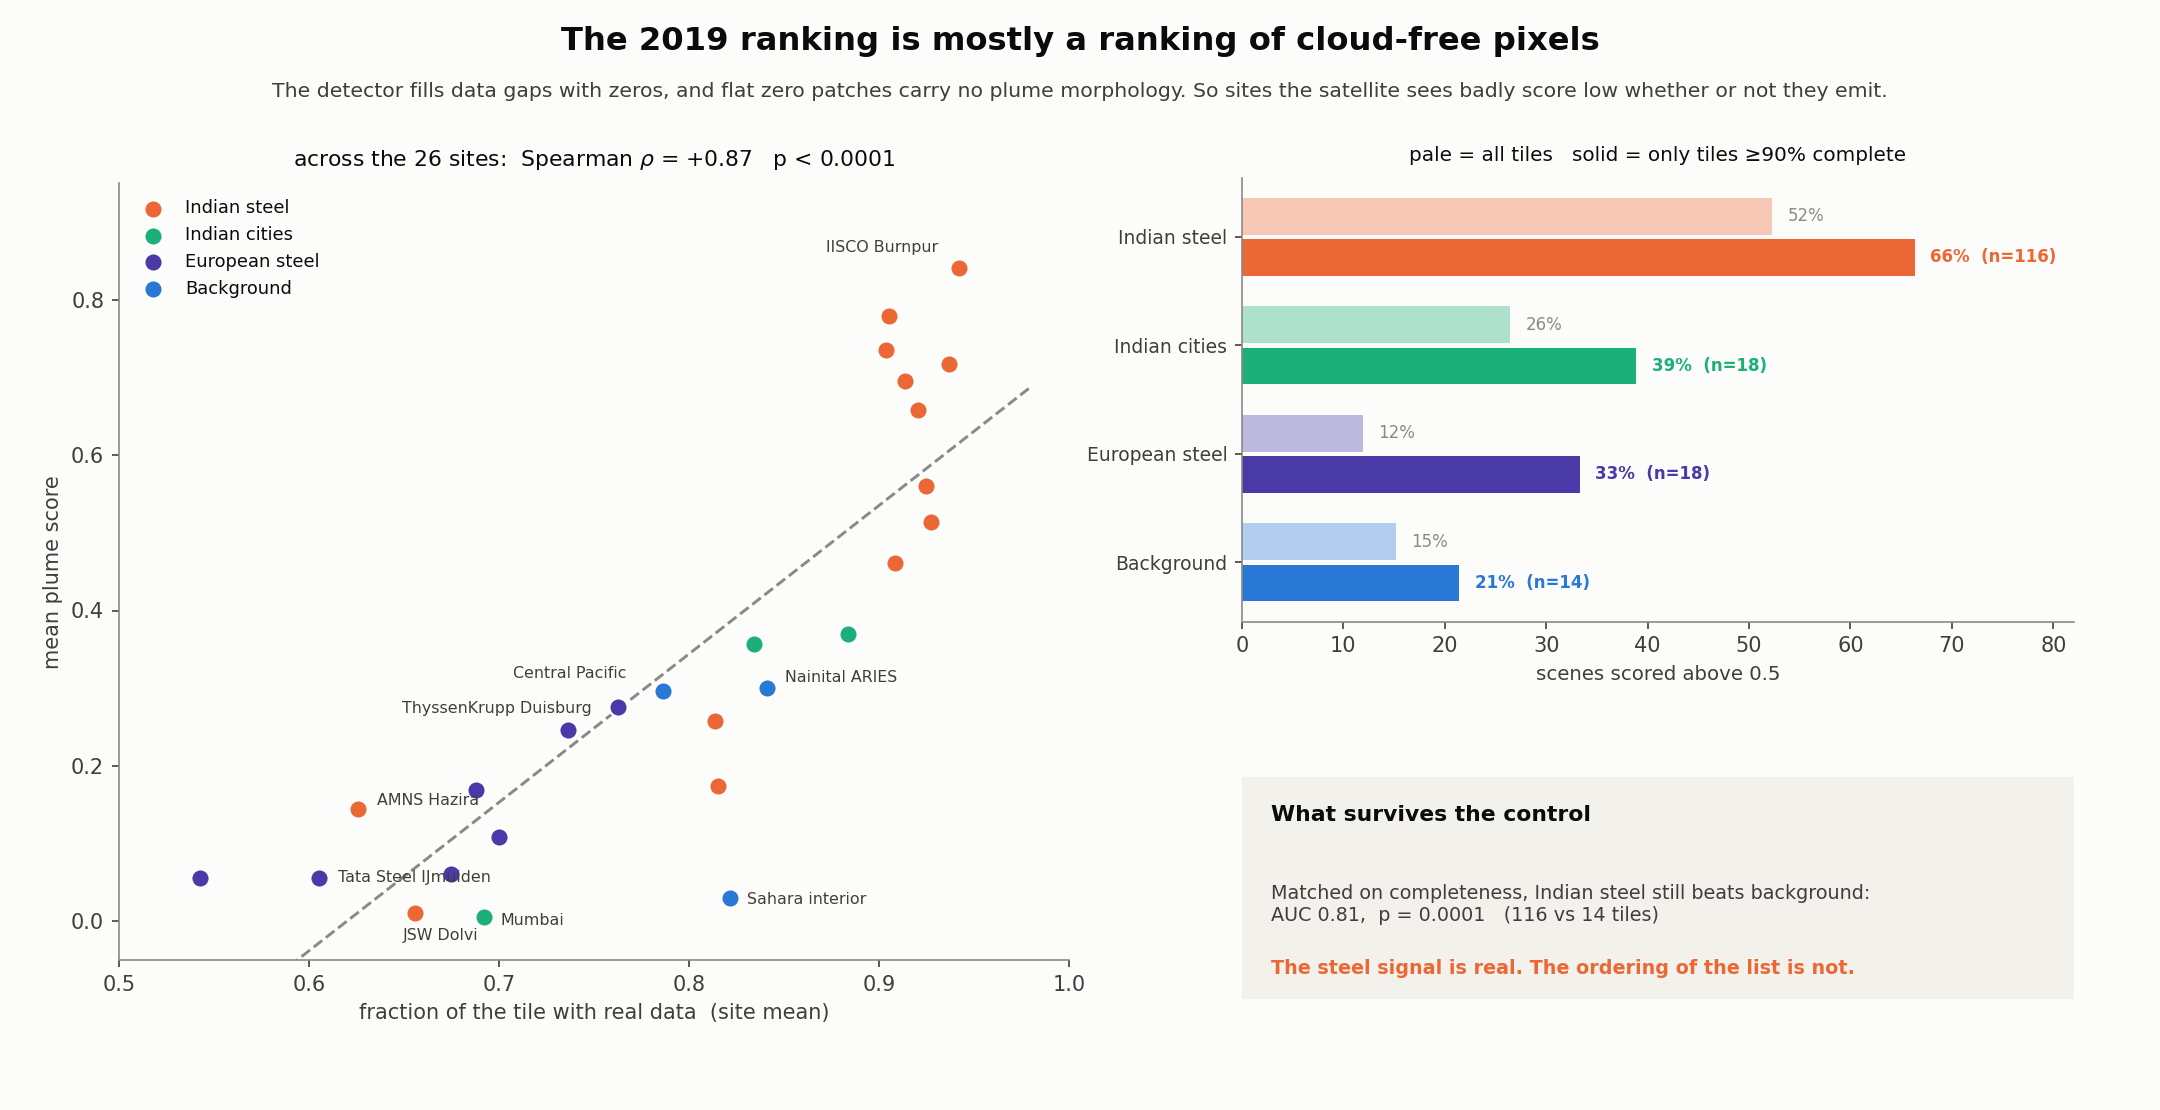 The 2019 ranking is mostly a ranking of cloud-free pixels
The detector fills data gaps with zeros, and flat zero patches carry no plume morphology. So sites the satellite sees badly score low whether or not they emit.
across the 26 sites:  Spearman ρ = +0.87   p < 0.0001
Indian steel
Indian cities
European steel
Background
IISCO Burnpur
Central Pacific
Nainital ARIES
ThyssenKrupp Duisburg
AMNS Hazira
Tata Steel IJmuiden
Sahara interior
Mumbai
JSW Dolvi
mean plume score
0.8
0.6
0.4
0.2
0.0
0.5 0.6 0.7 0.8 0.9 1.0
fraction of the tile with real data  (site mean)
pale = all tiles   solid = only tiles ≥90% complete
Indian steel
52%
66%  (n=116)
Indian cities
26%
39%  (n=18)
European steel
12%
33%  (n=18)
Background
15%
21%  (n=14)
0 10 20 30 40 50 60 70 80
scenes scored above 0.5
What survives the control
Matched on completeness, Indian steel still beats background:
AUC 0.81,  p = 0.0001   (116 vs 14 tiles)
The steel signal is real. The ordering of the list is not.